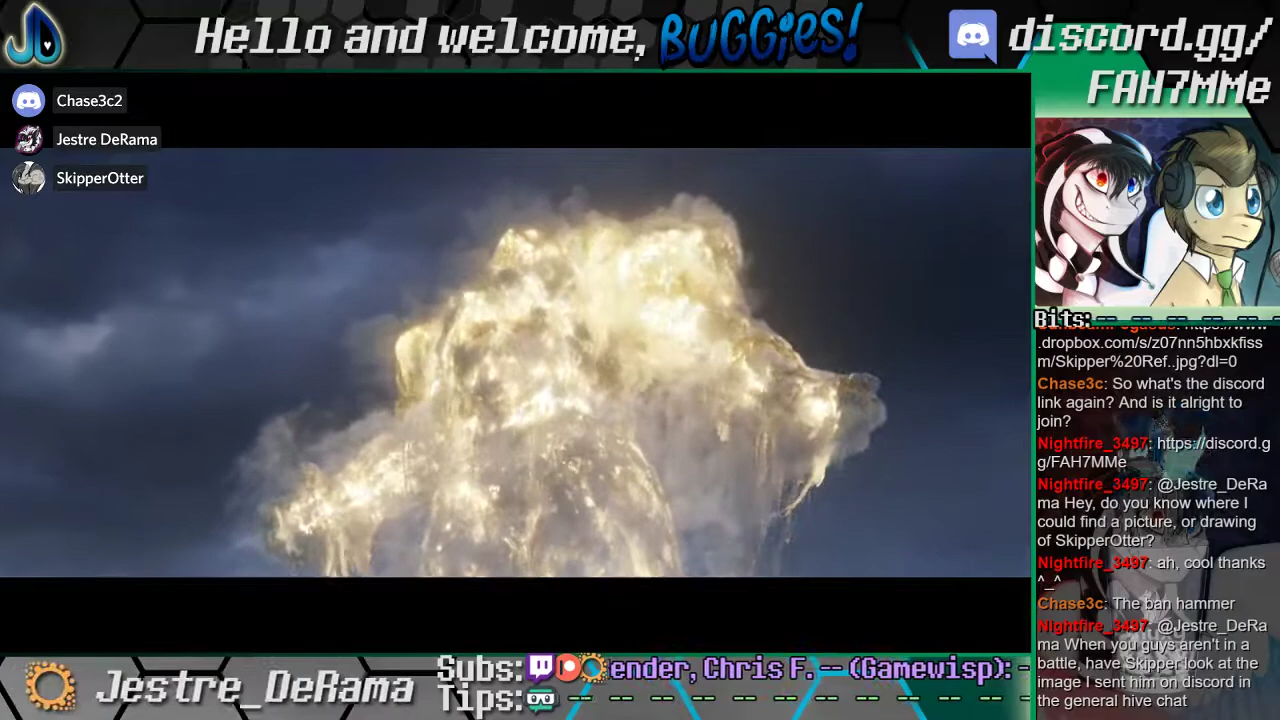 Hello and welcome, BUGGiES!
discord.gg/
FAH7MMe
Chase3c2
Jestre DeRama
SkipperOtter
Bits: -- -- -- -- --
https://www
.dropbox.com/s/z07nn5hbxkfiss
m/Skipper%20Ref..jpg?dl=0
Chase3c: So what's the discord
link again? And is it alright to
join?
Nightfire_3497: https://discord.g
g/FAH7MMe
Nightfire_3497: @Jestre_DeRa
ma Hey, do you know where I
could find a picture, or drawing
of SkipperOtter?
Nightfire_3497: ah, cool thanks
^_^
Chase3c: The ban hammer
Nightfire_3497: @Jestre_DeRa
ma When you guys aren't in a
battle, have Skipper look at the
image I sent him on discord in
the general hive chat
Jestre_DeRama
Subs: ender, Chris F. -- (Gamewisp): -
Tips: -- -- -- -- -- -- -- -- -- -- -- --